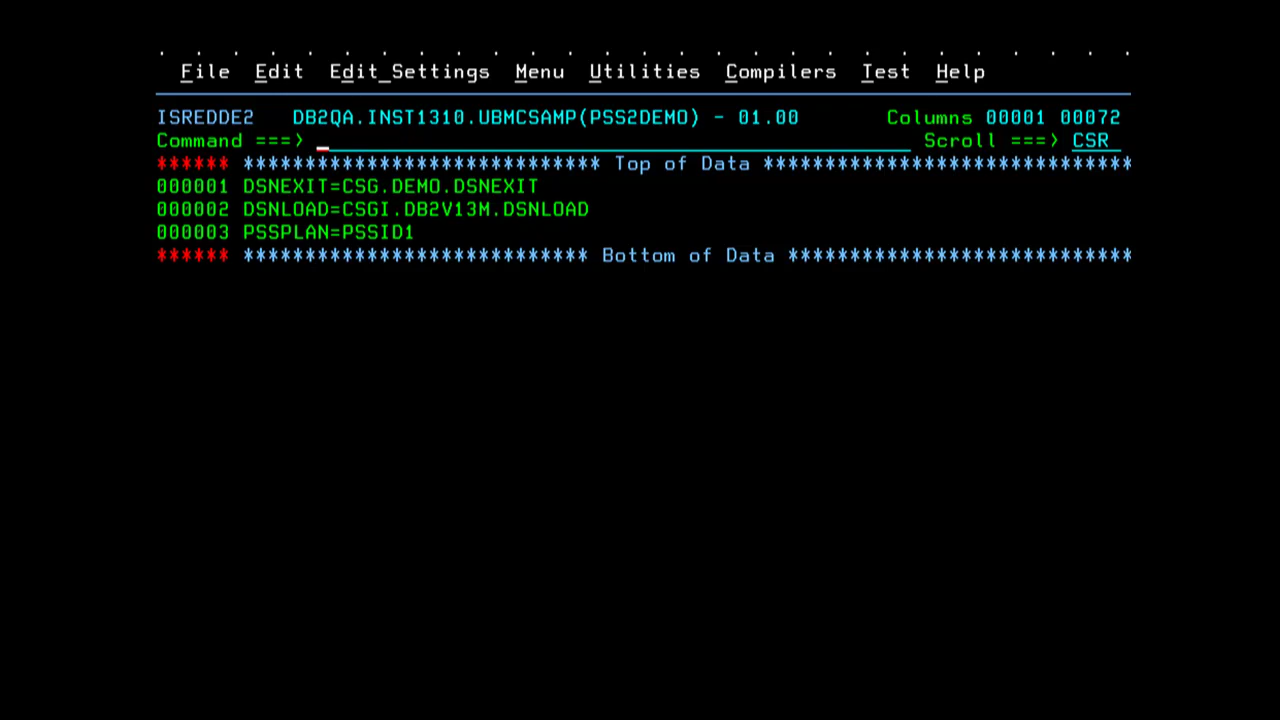 File Edit Edit_Settings Menu Utilities Compilers Test Help
ISREDDE2 DB2QA.INST1310.UBMCSAMP(PSS2DEMO) - 01.00 Columns 00001 00072
Command ===> Scroll ===> CSR
****** ***************************** Top of Data ******************************
000001 DSNEXIT=CSG.DEMO.DSNEXIT
000002 DSNLOAD=CSGI.DB2V13M.DSNLOAD
000003 PSSPLAN=PSSID1
****** **************************** Bottom of Data ****************************